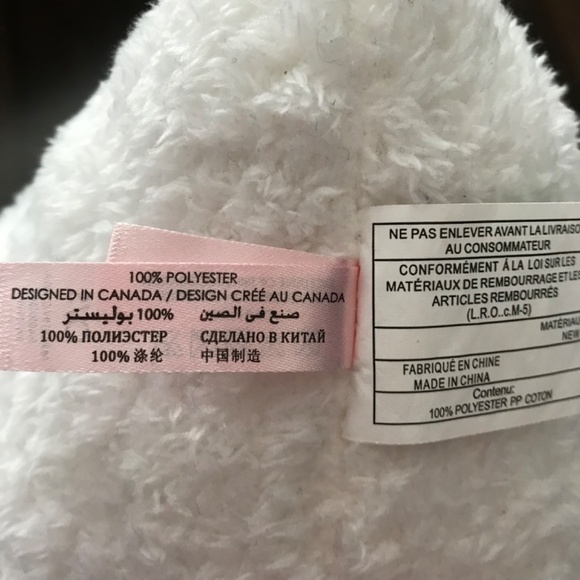 100% POLYESTER
DESIGNED IN CANADA / DESIGN CRÉÉ AU CANADA
100% بوليستر صنع في الصين
100% ПОЛИЭСТЕР СДЕЛАНО В КИТАЙ
100% 涤纶 中国制造
NE PAS ENLEVER AVANT LA LIVRAISO
AU CONSOMMATEUR
CONFORMÉMENT Á LA LOI SUR LES
MATÉRIAUX DE REMBOURRAGE ET LES
ARTICLES REMBOURRÉS
(L.R.O..c.M-5)
MATÉRIAU
NEW
FABRIQUÉ EN CHINE
MADE IN CHINA
Contenu:
100% POLYESTER PP COTON